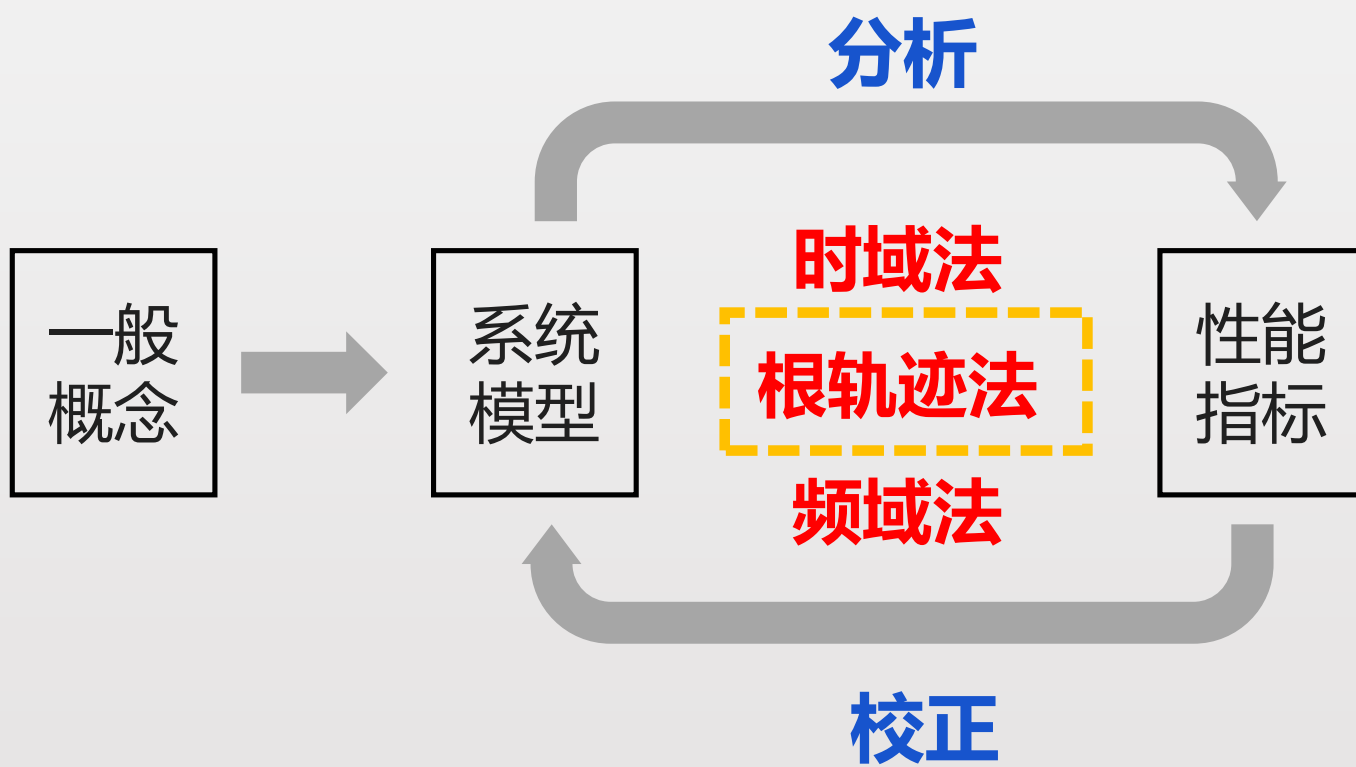 分析
一般
概念
系统
模型
时域法
根轨迹法
频域法
性能
指标
校正